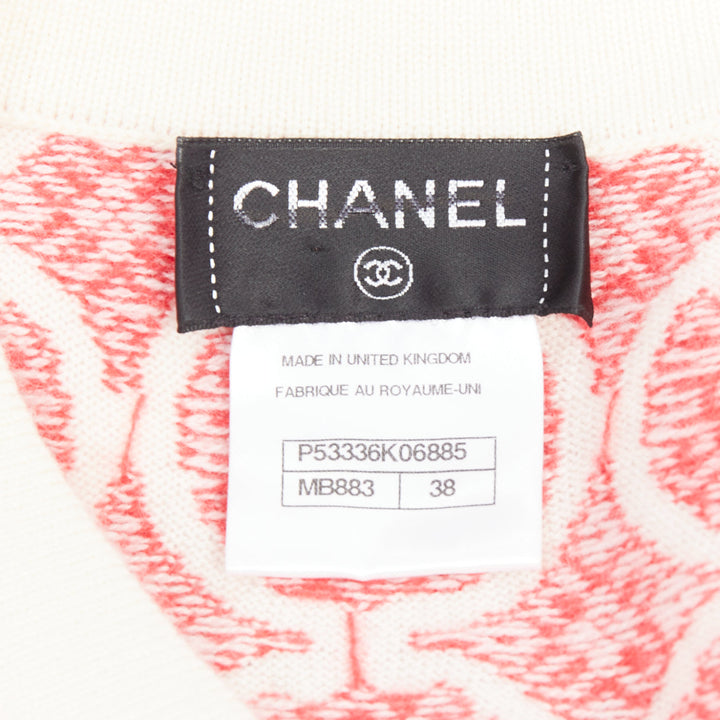 CHANEL
MADE IN UNITED KINGDOM
FABRIQUE AU ROYAUME-UNI
P53336K06885
MB883 38